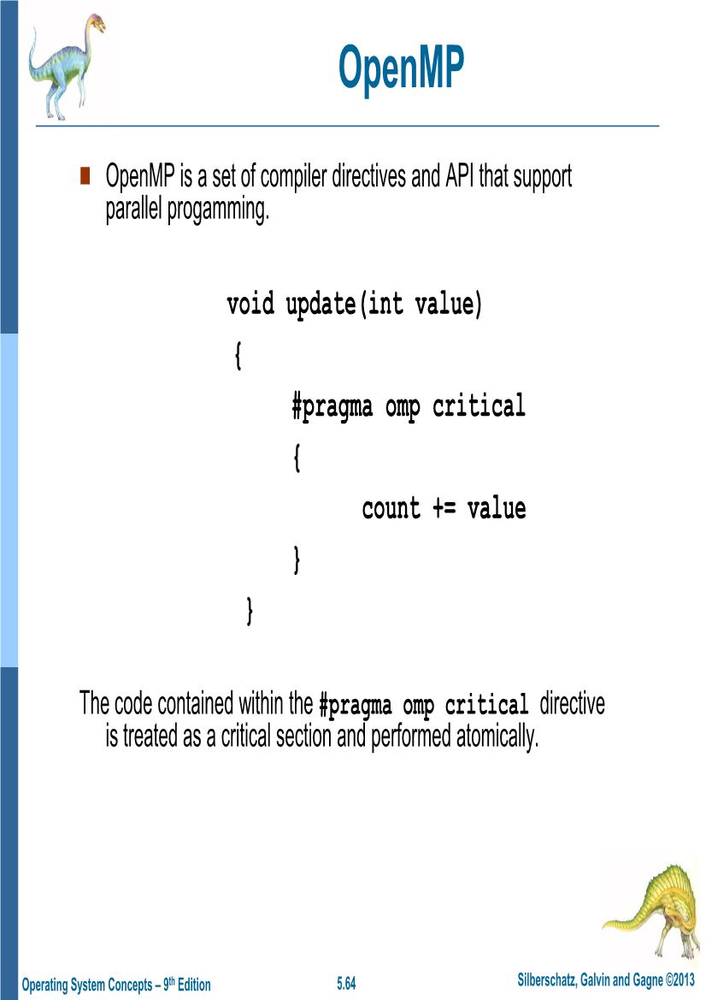 OpenMP
OpenMP is a set of compiler directives and API that support
parallel progamming.
void update(int value)
{
#pragma omp critical
{
count += value
}
}
The code contained within the #pragma omp critical directive
is treated as a critical section and performed atomically.
Operating System Concepts – 9th Edition
5.64
Silberschatz, Galvin and Gagne ©2013